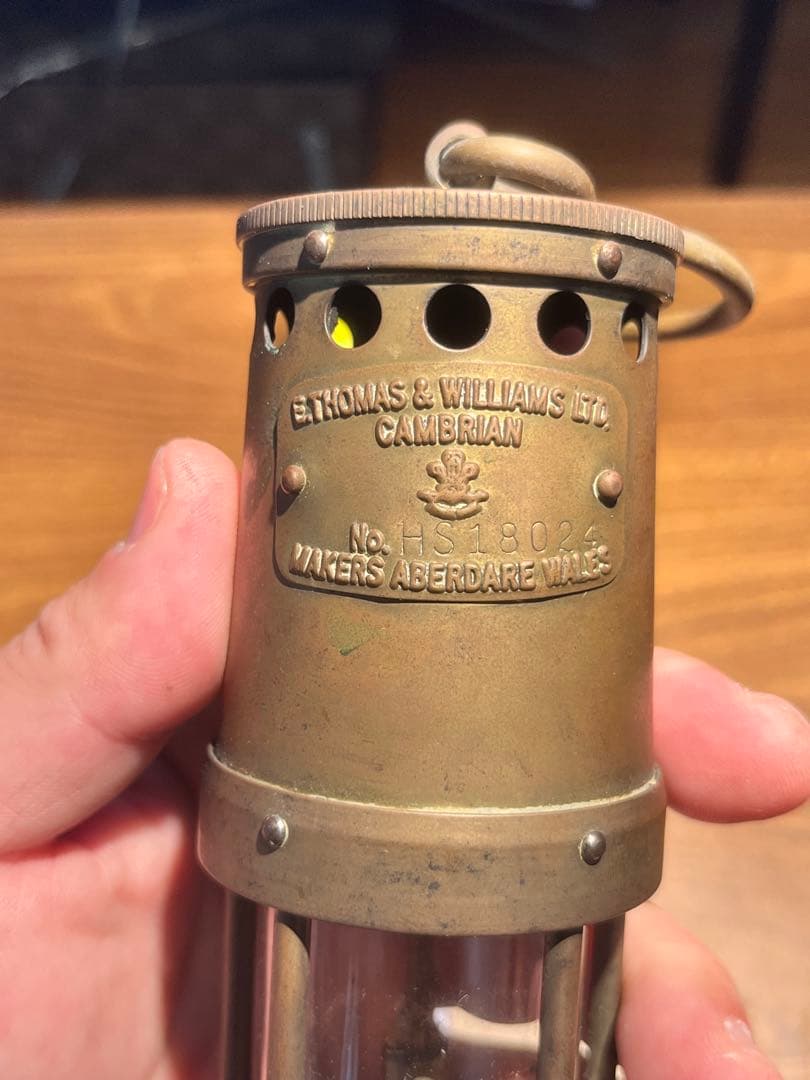 E. THOMAS & WILLIAMS LTD.
CAMBRIAN
No. HS18024
MAKERS ABERDARE WALES